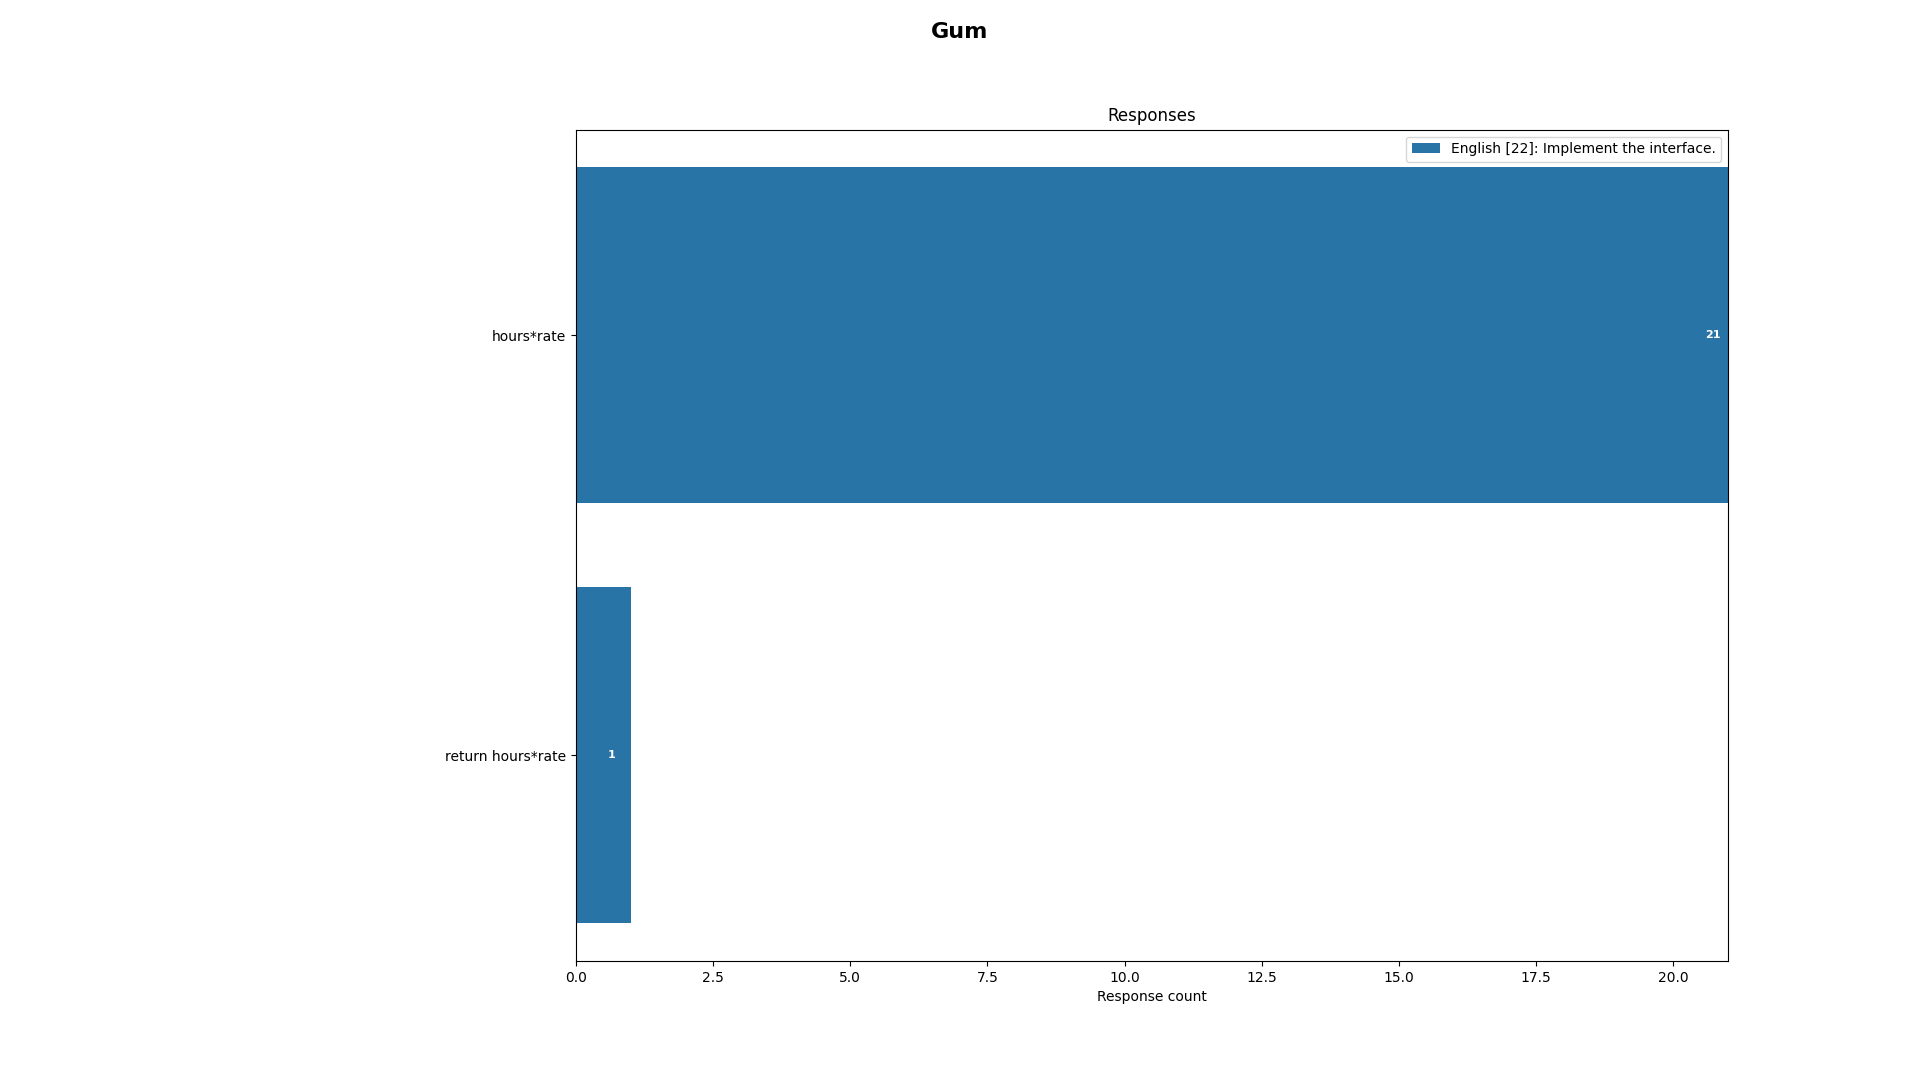 Gum
Responses
English [22]: Implement the interface.
hours*rate
21
return hours*rate
1
0.0 2.5 5.0 7.5 10.0 12.5 15.0 17.5 20.0
Response count